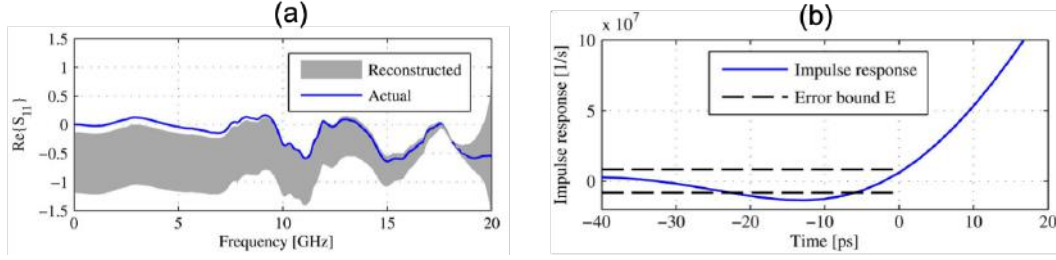 (a)
1.5
1
0.5
0
−0.5
−1
−1.5
Re{S11}
Reconstructed
Actual
0 5 10 15 20
Frequency [GHz]
(b)
x 10^7
10
5
0
Impulse response [1/s]
Impulse response
Error bound E
−40 −30 −20 −10 0 10 20
Time [ps]